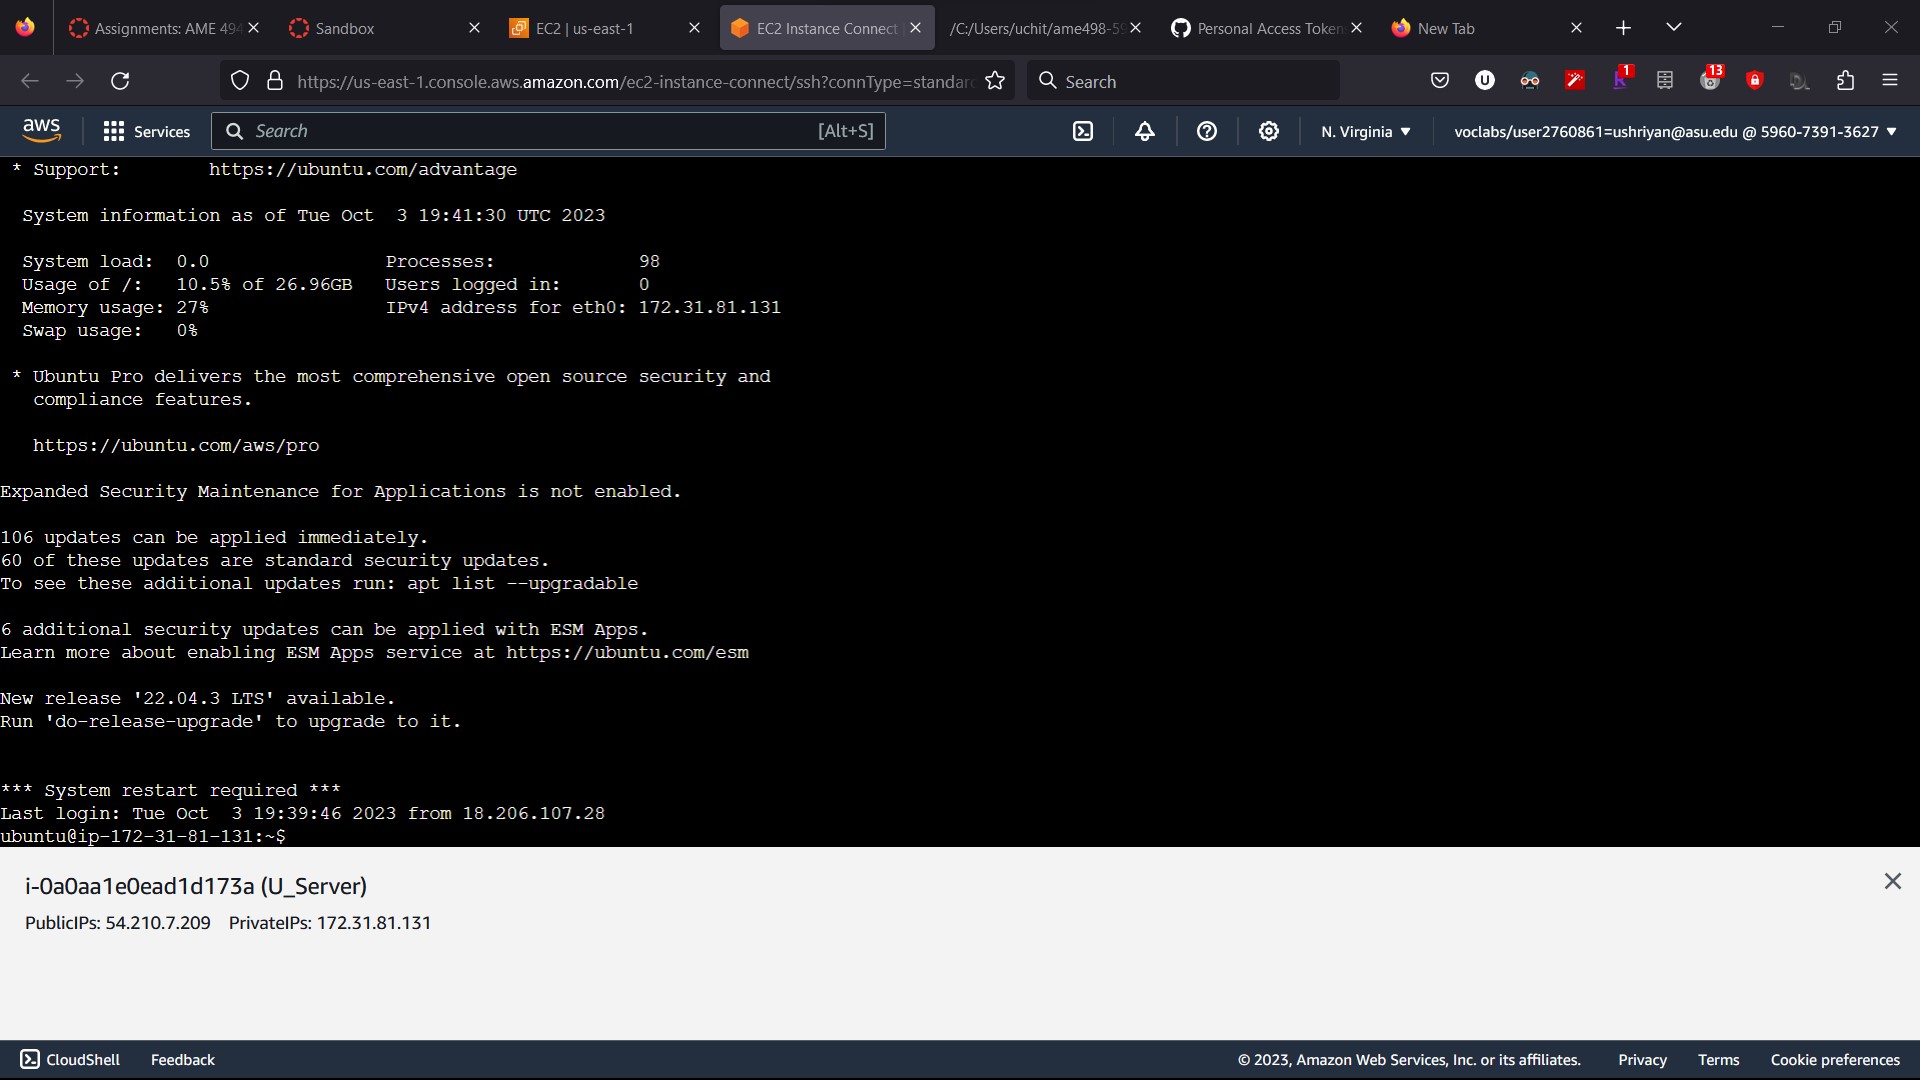 Assignments: AME 494
Sandbox
EC2 | us-east-1
EC2 Instance Connect
/C:/Users/uchit/ame498-59
Personal Access Token
New Tab
https://us-east-1.console.aws.amazon.com/ec2-instance-connect/ssh?connType=standar
Search
1
13
aws
Services
Search
[Alt+S]
N. Virginia
voclabs/user2760861=ushriyan@asu.edu @ 5960-7391-3627
* Support: https://ubuntu.com/advantage
System information as of Tue Oct 3 19:41:30 UTC 2023
System load: 0.0 Processes: 98
Usage of /: 10.5% of 26.96GB Users logged in: 0
Memory usage: 27% IPv4 address for eth0: 172.31.81.131
Swap usage: 0%
* Ubuntu Pro delivers the most comprehensive open source security and
compliance features.
https://ubuntu.com/aws/pro
Expanded Security Maintenance for Applications is not enabled.
106 updates can be applied immediately.
60 of these updates are standard security updates.
To see these additional updates run: apt list --upgradable
6 additional security updates can be applied with ESM Apps.
Learn more about enabling ESM Apps service at https://ubuntu.com/esm
New release '22.04.3 LTS' available.
Run 'do-release-upgrade' to upgrade to it.
*** System restart required ***
Last login: Tue Oct 3 19:39:46 2023 from 18.206.107.28
ubuntu@ip-172-31-81-131:~$
i-0a0aa1e0ead1d173a (U_Server)
PublicIPs: 54.210.7.209 PrivateIPs: 172.31.81.131
CloudShell
Feedback
© 2023, Amazon Web Services, Inc. or its affiliates.
Privacy
Terms
Cookie preferences